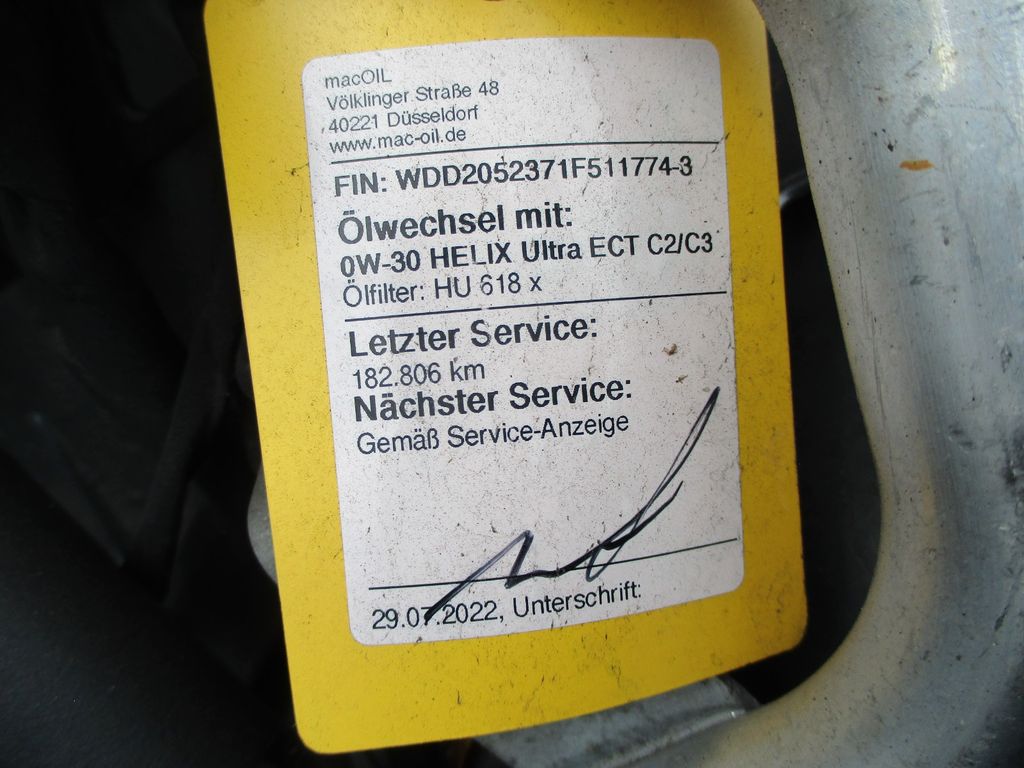 macOIL
Völklinger Straße 48
40221 Düsseldorf
www.mac-oil.de
FIN: WDD2052371F511774-3
Ölwechsel mit:
0W-30 HELIX Ultra ECT C2/C3
Ölfilter: HU 618 x
Letzter Service:
182.806 km
Nächster Service:
Gemäß Service-Anzeige
29.07.2022, Unterschrift: